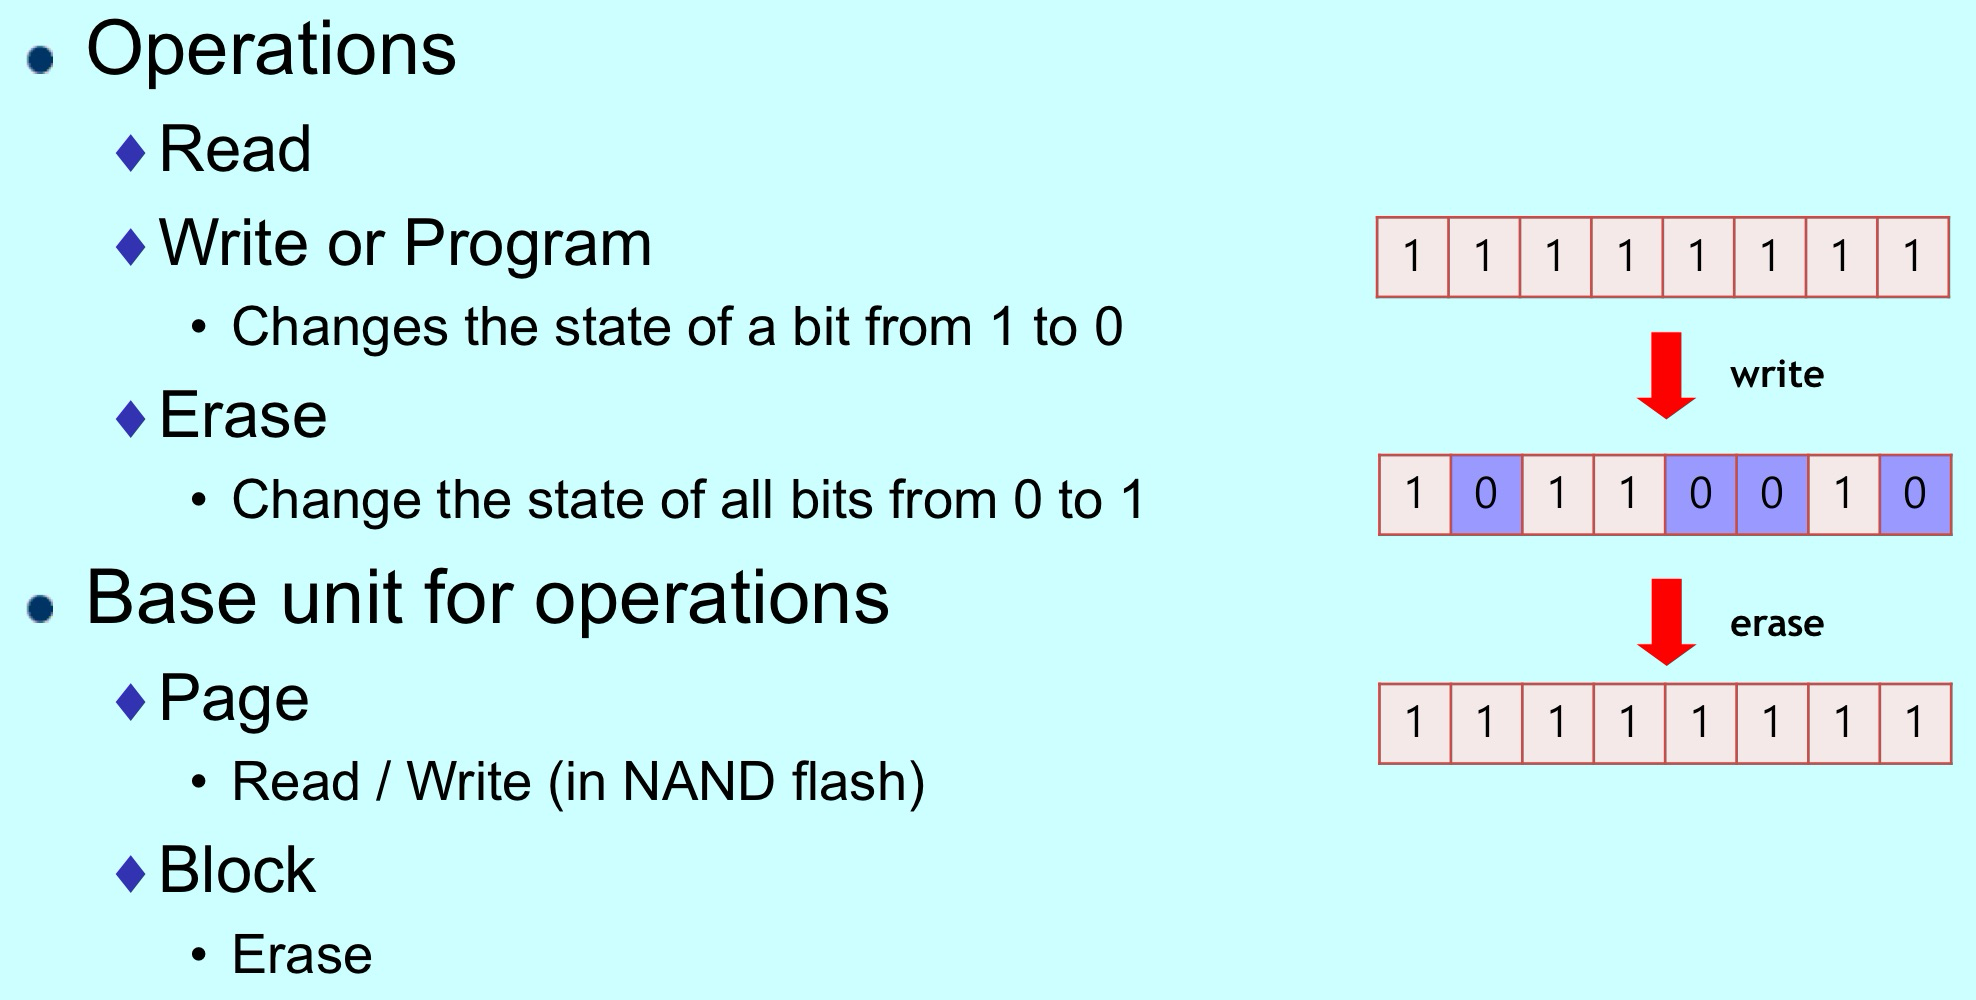 Operations
Read
Write or Program
Changes the state of a bit from 1 to 0
Erase
Change the state of all bits from 0 to 1
Base unit for operations
Page
Read / Write (in NAND flash)
Block
Erase
1 1 1 1 1 1 1 1
write
1 0 1 1 0 0 1 0
erase
1 1 1 1 1 1 1 1